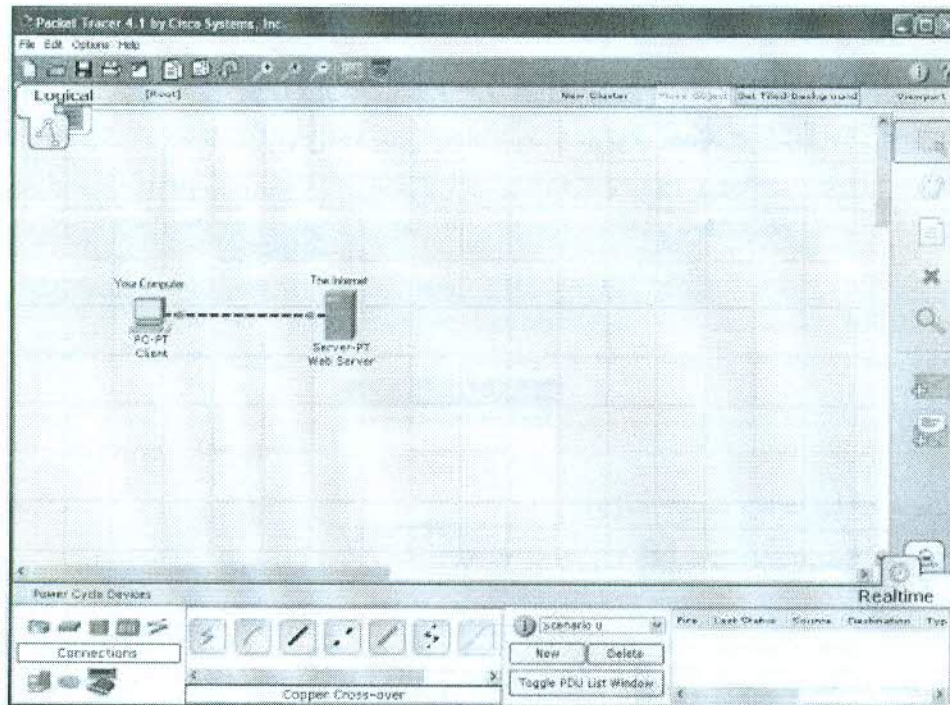 Packet Tracer 4.1 by Cisco Systems, Inc.
File Edit Options Help
Logical [Root] New Cluster Move Object Set Tiled Background Viewport
Your Computer
PC-PT
Client
The Internet
Server-PT
Web Server
Realtime
Power Cycle Devices
Connections
Copper Cross-over
Scenario 0
New Delete
Toggle PDU List Window
Fire Last Status Source Destination Typ